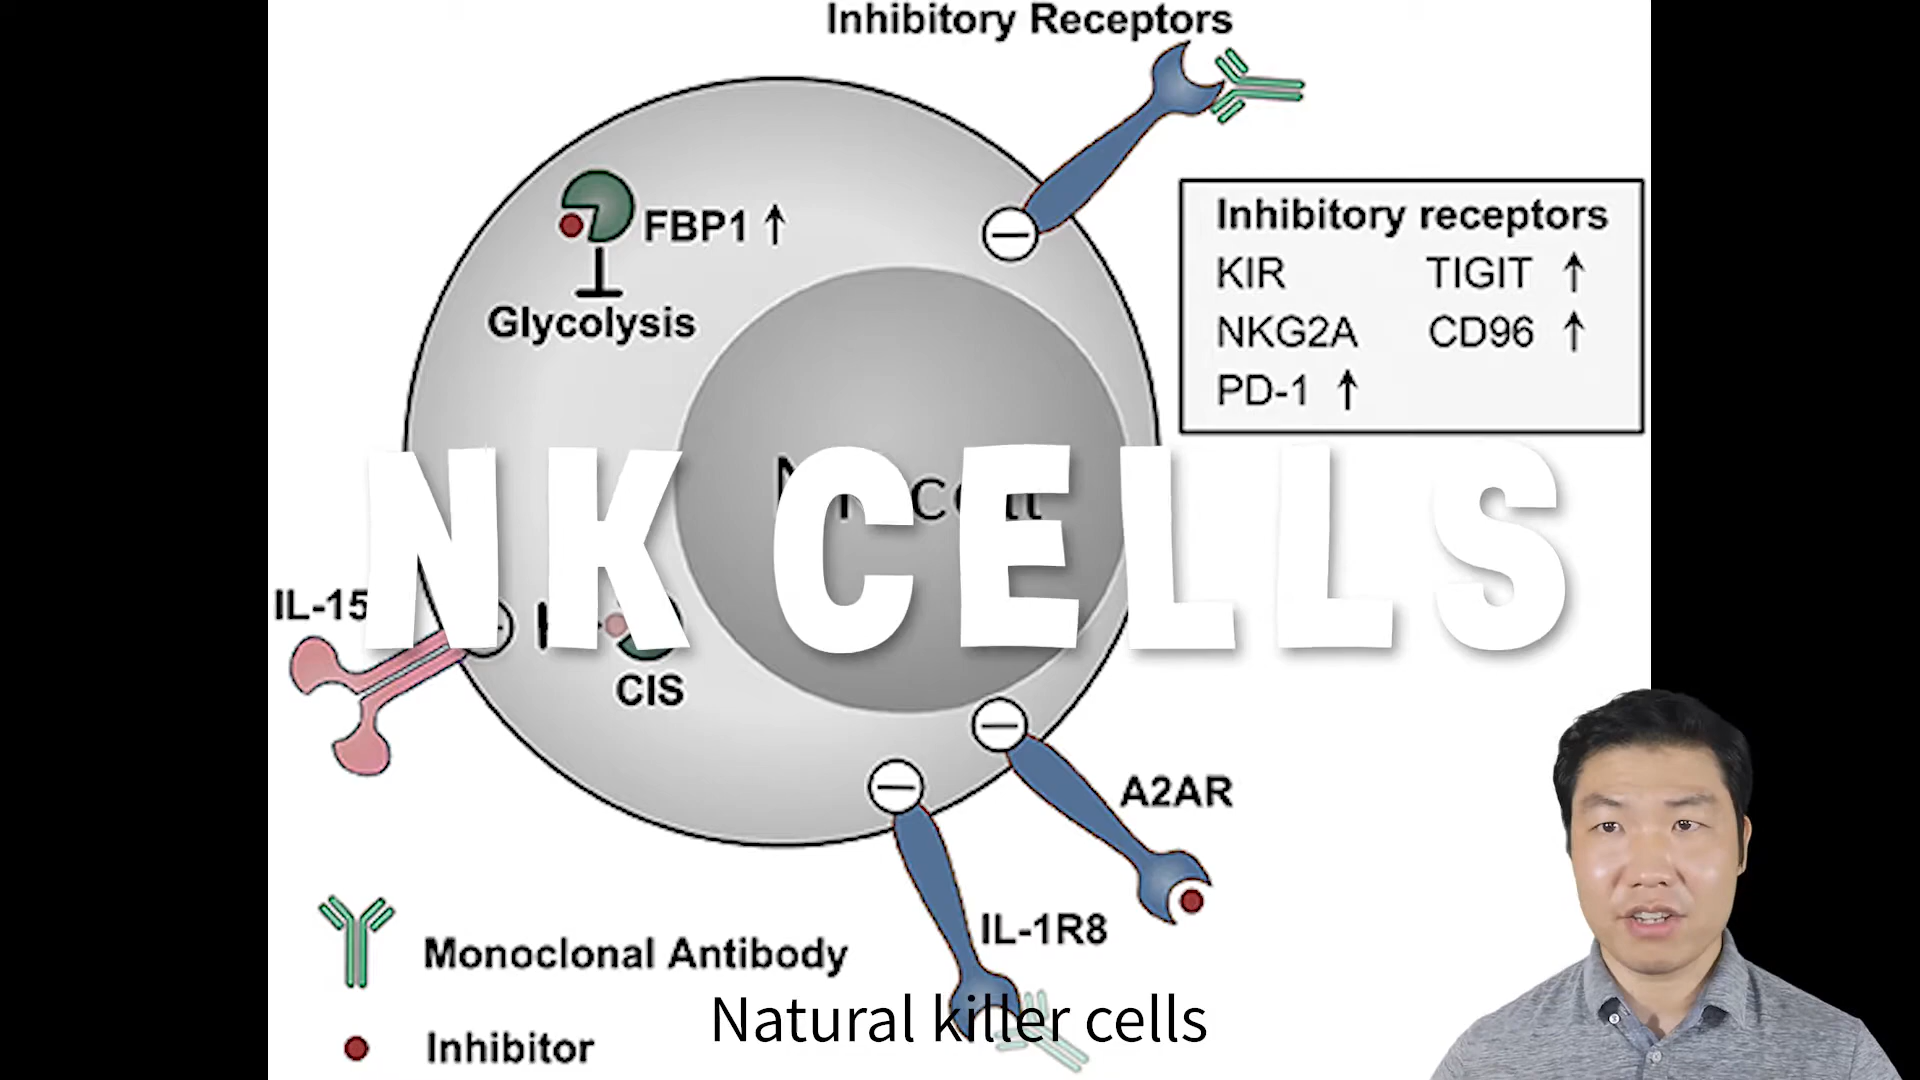 Inhibitory Receptors
FBP1 ↑
Glycolysis
Inhibitory receptors
KIR TIGIT ↑
NKG2A CD96 ↑
PD-1 ↑
NK CELLS
IL-15
CIS
A2AR
IL-1R8
Monoclonal Antibody
Natural killer cells
Inhibitor